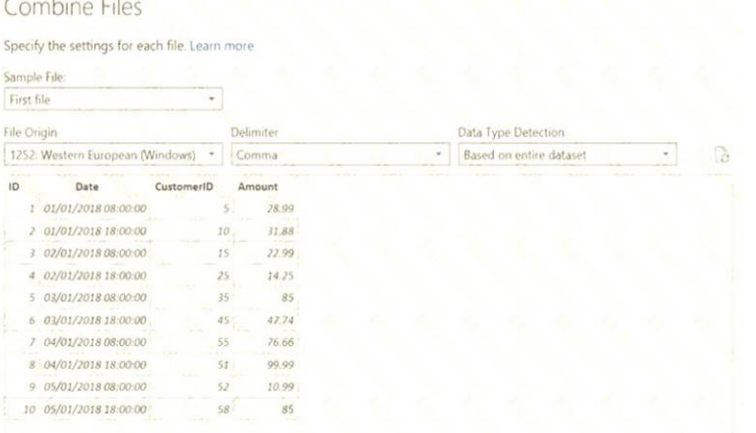 Combine Files
Specify the settings for each file. Learn more
Sample File:
First file
File Origin Delimiter Data Type Detection
1252: Western European (Windows) Comma Based on entire dataset
ID Date CustomerID Amount
1 01/01/2018 08:00:00 5 28.99
2 01/01/2018 18:00:00 10 31.88
3 02/01/2018 08:00:00 15 22.99
4 02/01/2018 18:00:00 25 14.25
5 03/01/2018 08:00:00 35 85
6 03/01/2018 18:00:00 45 47.74
7 04/01/2018 08:00:00 55 76.66
8 04/01/2018 18:00:00 51 99.99
9 05/01/2018 08:00:00 52 10.99
10 05/01/2018 18:00:00 58 85